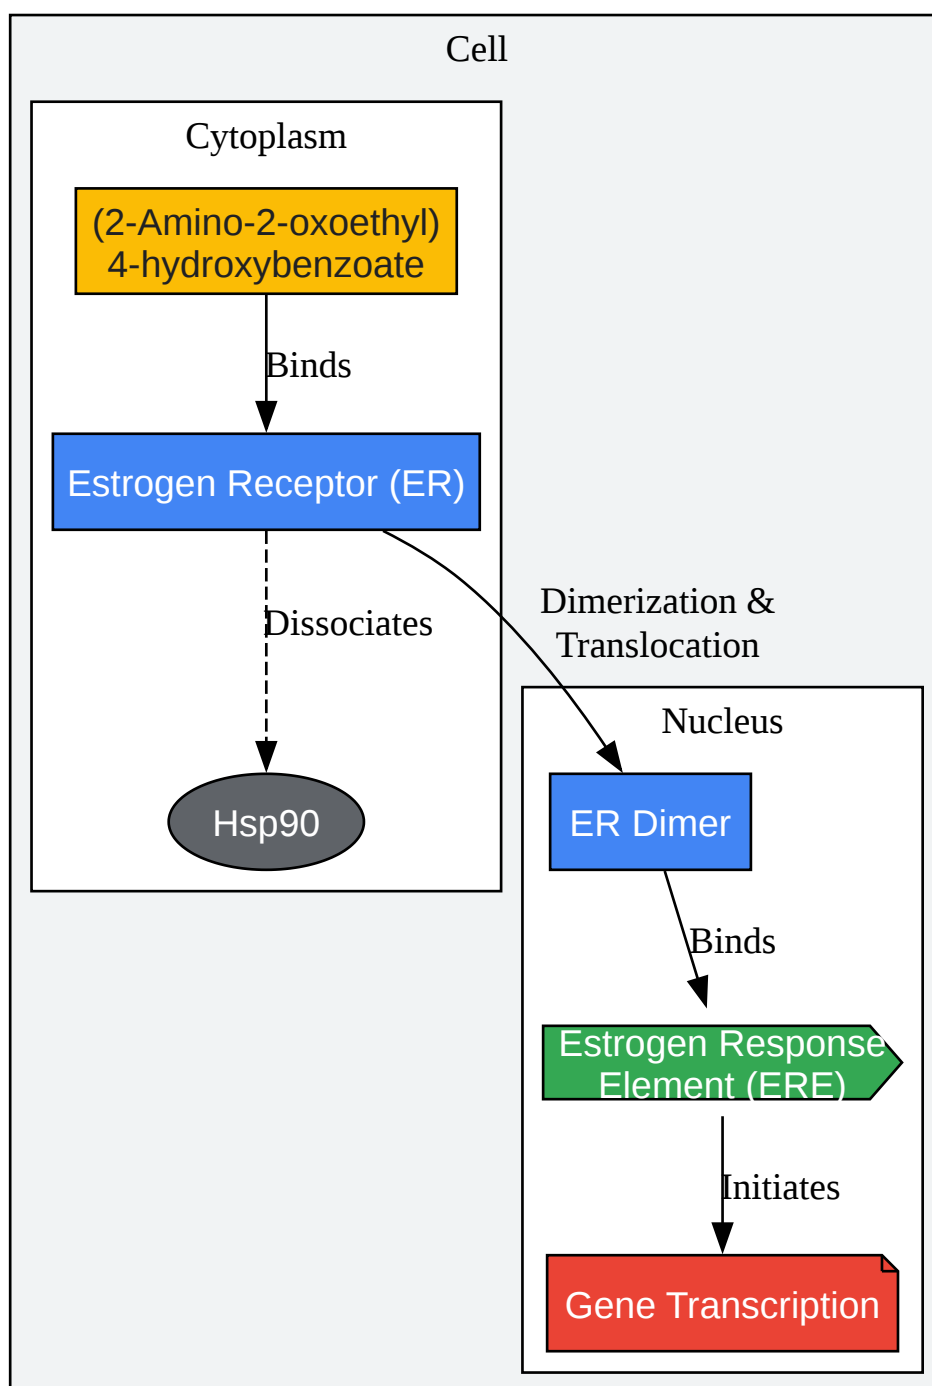 Cell
Cytoplasm
(2-Amino-2-oxoethyl)
4-hydroxybenzoate
Binds
Estrogen Receptor (ER)
Dissociates
Dimerization &
Translocation
Hsp90
Nucleus
ER Dimer
Binds
Estrogen Response
Element (ERE)
Initiates
Gene Transcription